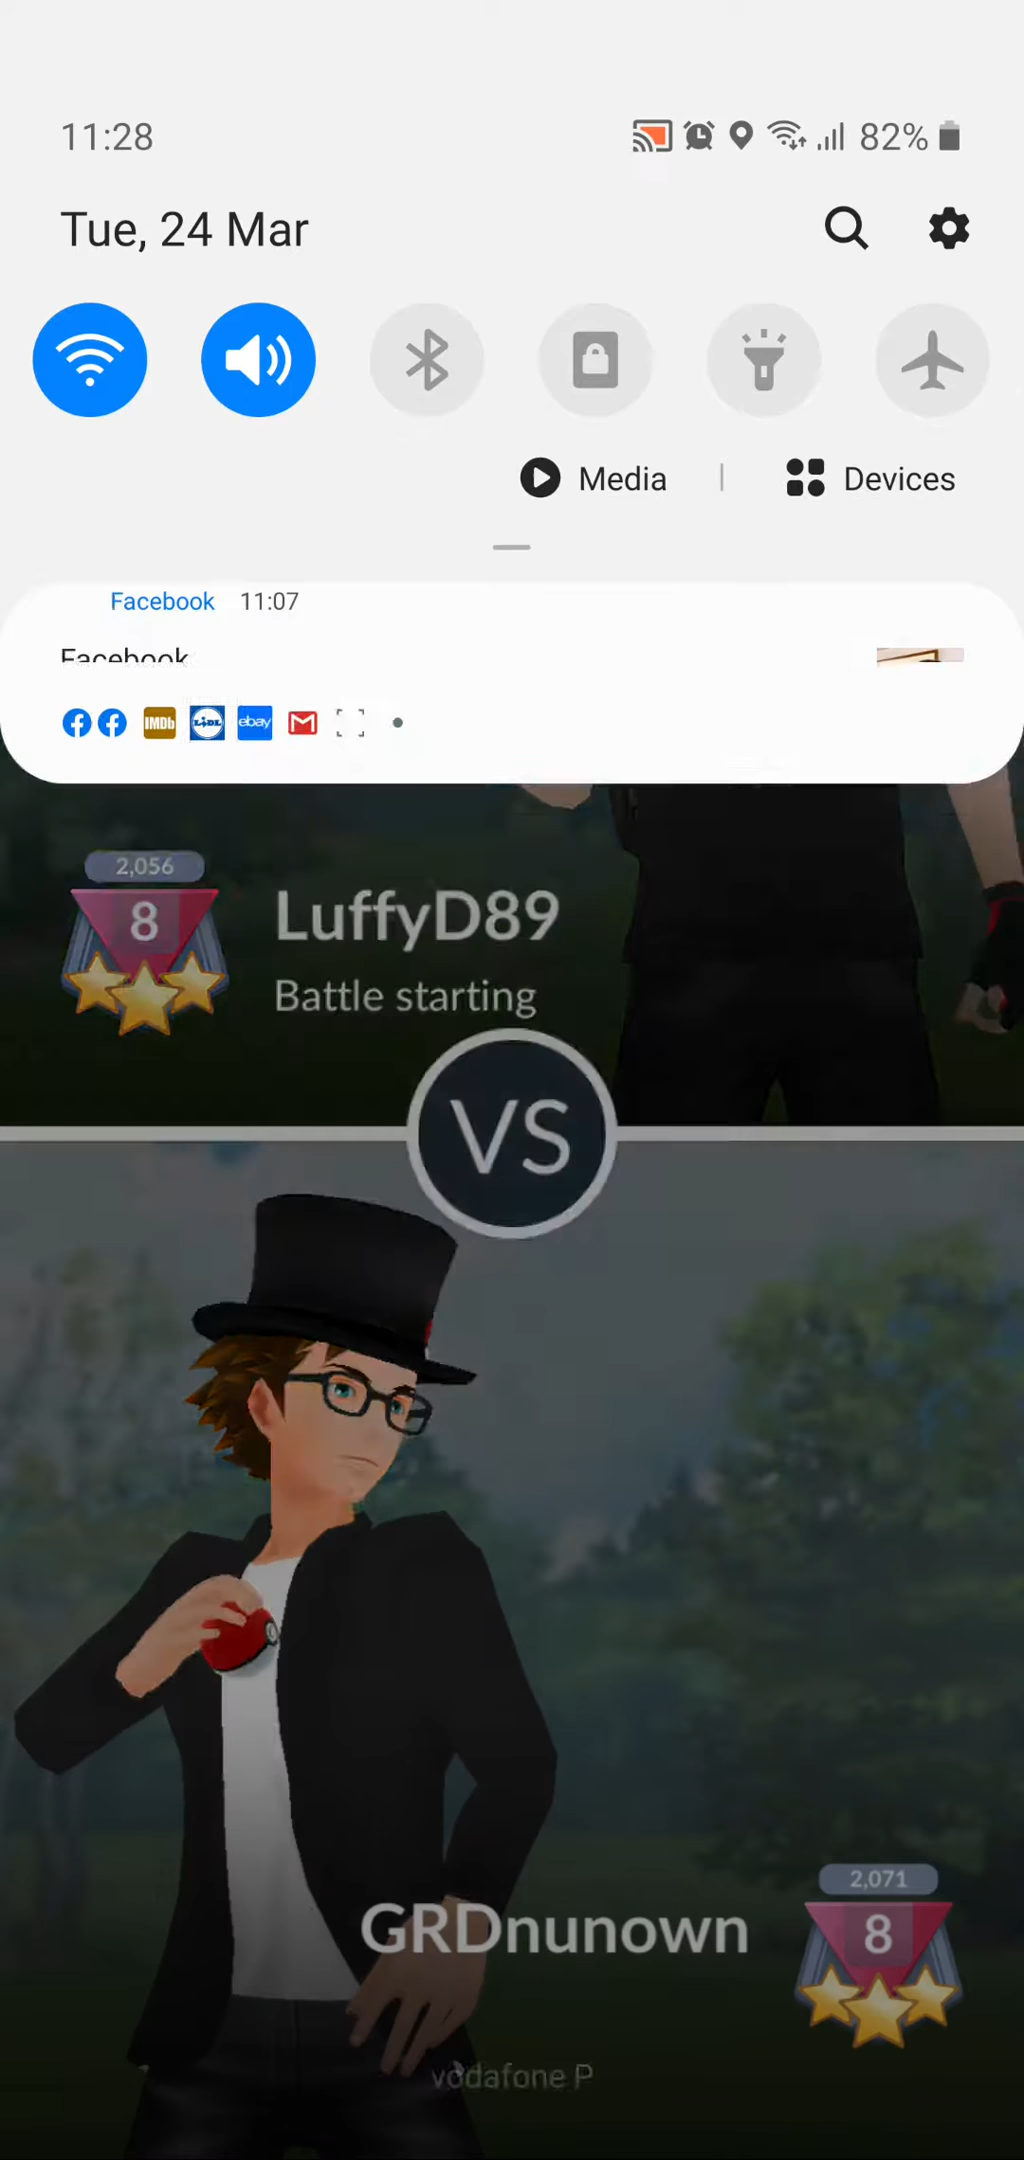 11:28
82%
Tue, 24 Mar
Media
Devices
Facebook 11:07
Facebook
IMDb LiDL ebay
2,056
8
LuffyD89
Battle starting
VS
2,071
8
GRDnunown
vodafone P